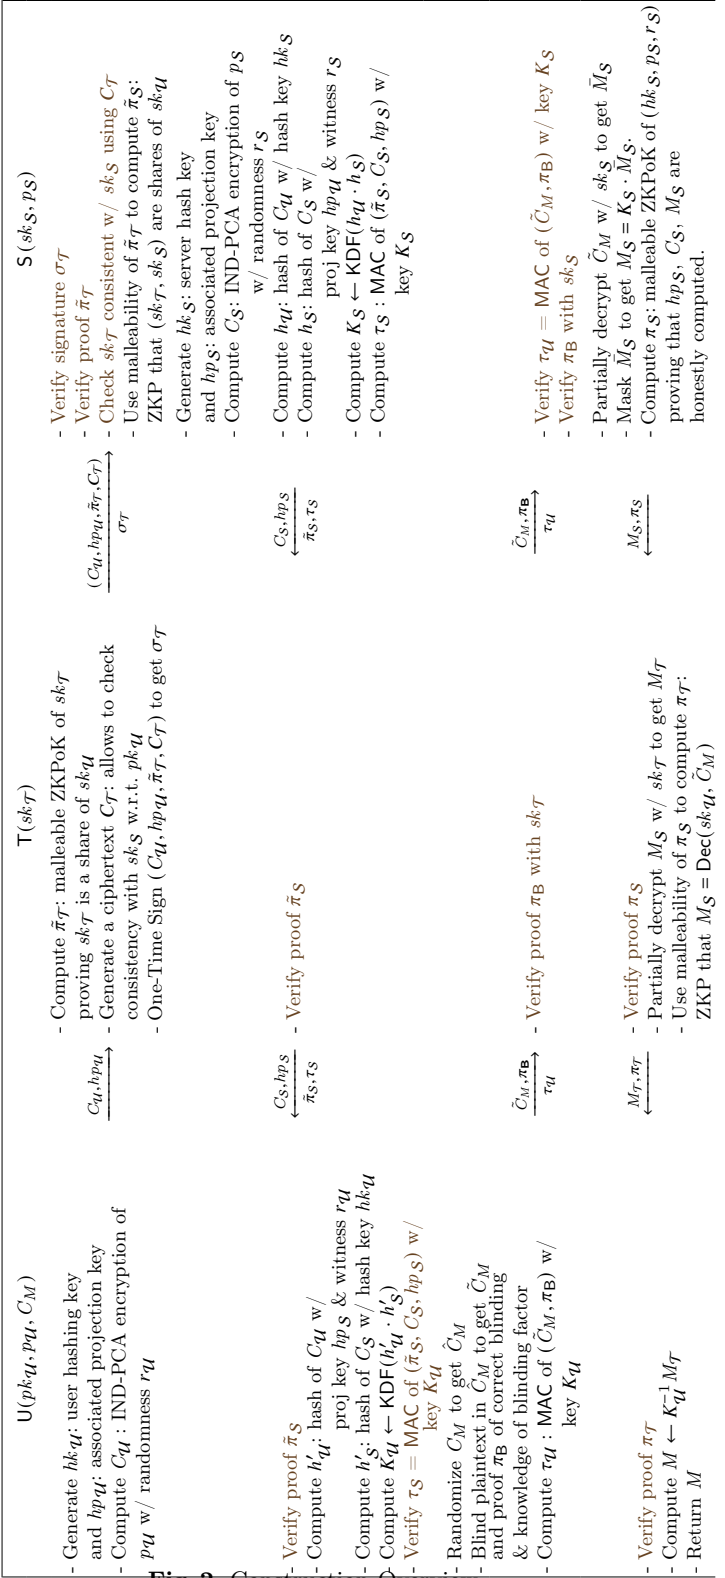 U(pk_𝒰, p_𝒰, C_M)
T(sk_𝒯)
S(sk_𝒮, p_𝒮)
- Generate hk_𝒰: user hashing key
and hp_𝒰: associated projection key
- Compute C_𝒰 : IND-PCA encryption of
p_𝒰 w/ randomness r_𝒰
C_𝒰, hp_𝒰
- Compute π̃_𝒯: malleable ZKPoK of sk_𝒯
proving sk_𝒯 is a share of sk_𝒰
- Generate a ciphertext C_𝒯: allows to check
consistency with sk_𝒮 w.r.t. pk_𝒰
- One-Time Sign (C_𝒰, hp_𝒰, π̃_𝒯, C_𝒯) to get σ_𝒯
(C_𝒰, hp_𝒰, π̃_𝒯, C_𝒯)
σ_𝒯
- Verify signature σ_𝒯
- Verify proof π̃_𝒯
- Check sk_𝒯 consistent w/ sk_𝒮 using C_𝒯
- Use malleability of π̃_𝒯 to compute π̃_𝒮:
ZKP that (sk_𝒯, sk_𝒮) are shares of sk_𝒰
- Generate hk_𝒮: server hash key
and hp_𝒮: associated projection key
- Compute C_𝒮: IND-PCA encryption of p_𝒮
w/ randomness r_𝒮
- Compute h_𝒰: hash of C_𝒰 w/ hash key hk_𝒮
- Compute h_𝒮: hash of C_𝒮 w/
proj key hp_𝒰 & witness r_𝒮
- Compute K_𝒮 ← KDF(h_𝒰 · h_𝒮)
- Compute τ_𝒮 : MAC of (π̃_𝒮, C_𝒮, hp_𝒮) w/
key K_𝒮
C_𝒮, hp_𝒮
π̃_𝒮, τ_𝒮
- Verify proof π̃_𝒮
C_𝒮, hp_𝒮
π̃_𝒮, τ_𝒮
- Verify proof π̃_𝒮
- Compute h′_𝒰: hash of C_𝒰 w/
proj key hp_𝒮 & witness r_𝒰
- Compute h′_𝒮: hash of C_𝒮 w/ hash key hk_𝒰
- Compute K_𝒰 ← KDF(h′_𝒰 · h′_𝒮)
- Verify τ_𝒮 = MAC of (π̃_𝒮, C_𝒮, hp_𝒮) w/
key K_𝒰
- Randomize C_M to get Ĉ_M
- Blind plaintext in Ĉ_M to get C̃_M
and proof π_B of correct blinding
& knowledge of blinding factor
- Compute τ_𝒰 : MAC of (C̃_M, π_B) w/
key K_𝒰
C̃_M, π_B
τ_𝒰
- Verify proof π_B with sk_𝒯
C̃_M, π_B
τ_𝒰
- Verify τ_𝒰 = MAC of (C̃_M, π_B) w/ key K_𝒮
- Verify π_B with sk_𝒮
- Partially decrypt C̃_M w/ sk_𝒮 to get M̄_𝒮
- Mask M̄_𝒮 to get M_𝒮 = K_𝒮 · M̄_𝒮.
- Compute π_𝒮: malleable ZKPoK of (hk_𝒮, p_𝒮, r_𝒮)
proving that hp_𝒮, C_𝒮, M_𝒮 are
honestly computed.
M_𝒮, π_𝒮
- Verify proof π_𝒮
- Partially decrypt M_𝒮 w/ sk_𝒯 to get M_𝒯
- Use malleability of π_𝒮 to compute π_𝒯:
ZKP that M_𝒮 = Dec(sk_𝒰, C̃_M)
M_𝒯, π_𝒯
- Verify proof π_𝒯
- Compute M ← K_𝒰^{-1} M_𝒯
- Return M